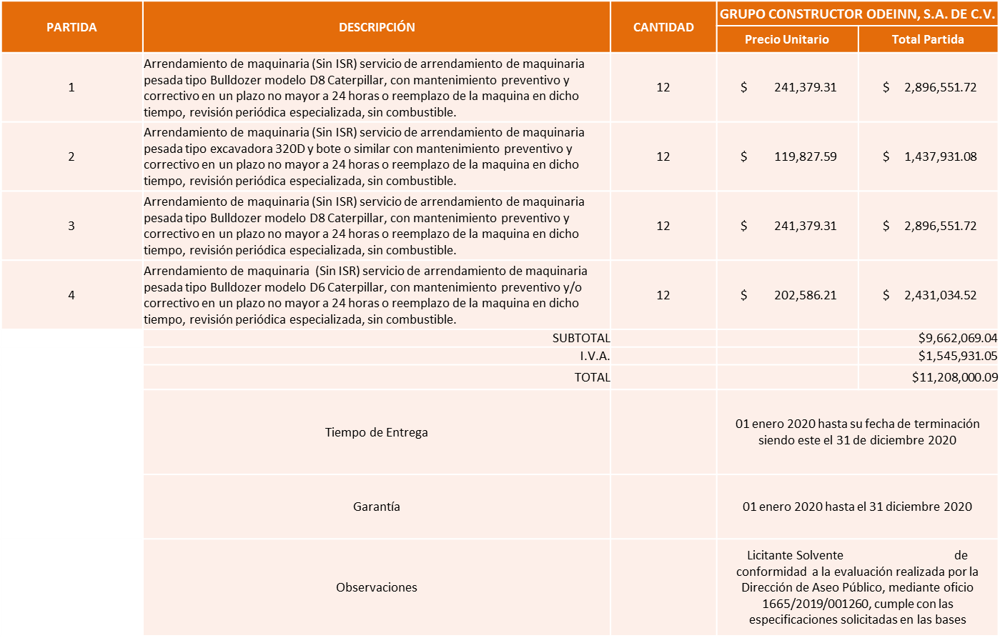 PARTIDA
DESCRIPCIÓN
CANTIDAD
GRUPO CONSTRUCTOR ODEINN, S.A. DE C.V.
Precio Unitario
Total Partida
1
Arrendamiento de maquinaria (Sin ISR) servicio de arrendamiento de maquinaria
pesada tipo Bulldozer modelo D8 Caterpillar, con mantenimiento preventivo y
correctivo en un plazo no mayor a 24 horas o reemplazo de la maquina en dicho
tiempo, revisión periódica especializada, sin combustible.
12
$ 241,379.31
$ 2,896,551.72
2
Arrendamiento de maquinaria (Sin ISR) servicio de arrendamiento de maquinaria
pesada tipo excavadora 320D y bote o similar con mantenimiento preventivo y
correctivo en un plazo no mayor a 24 horas o reemplazo de la maquina en dicho
tiempo, revisión periódica especializada, sin combustible.
12
$ 119,827.59
$ 1,437,931.08
3
Arrendamiento de maquinaria (Sin ISR) servicio de arrendamiento de maquinaria
pesada tipo Bulldozer modelo D8 Caterpillar, con mantenimiento preventivo y
correctivo en un plazo no mayor a 24 horas o reemplazo de la maquina en dicho
tiempo, revisión periódica especializada, sin combustible.
12
$ 241,379.31
$ 2,896,551.72
4
Arrendamiento de maquinaria (Sin ISR) servicio de arrendamiento de maquinaria
pesada tipo Bulldozer modelo D6 Caterpillar, con mantenimiento preventivo y/o
correctivo en un plazo no mayor a 24 horas o reemplazo de la maquina en dicho
tiempo, revisión periódica especializada, sin combustible.
12
$ 202,586.21
$ 2,431,034.52
SUBTOTAL
$9,662,069.04
I.V.A.
$1,545,931.05
TOTAL
$11,208,000.09
Tiempo de Entrega
01 enero 2020 hasta su fecha de terminación
siendo este el 31 de diciembre 2020
Garantía
01 enero 2020 hasta el 31 diciembre 2020
Observaciones
Licitante Solvente de
conformidad a la evaluación realizada por la
Dirección de Aseo Público, mediante oficio
1665/2019/001260, cumple con las
especificaciones solicitadas en las bases